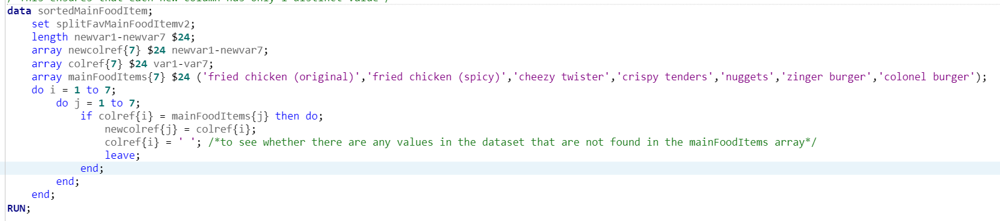 data sortedMainFoodItem;
set splitFavMainFoodItemv2;
length newvar1-newvar7 $24;
array newcolref{7} $24 newvar1-newvar7;
array colref{7} $24 var1-var7;
array mainFoodItems{7} $24 ('fried chicken (original)','fried chicken (spicy)','cheezy twister','crispy tenders','nuggets','zinger burger','colonel burger');
do i = 1 to 7;
do j = 1 to 7;
if colref{i} = mainFoodItems{j} then do;
newcolref{j} = colref{i};
colref{i} = ' '; /*to see whether there are any values in the dataset that are not found in the mainFoodItems array*/
leave;
end;
end;
end;
RUN;